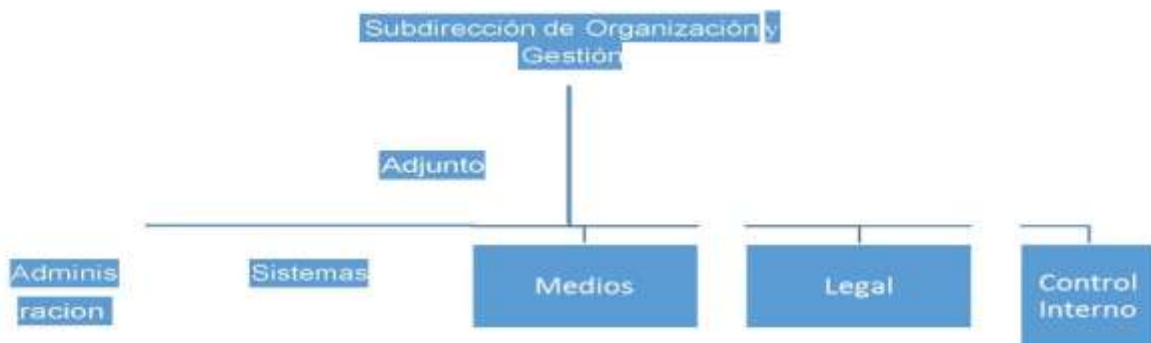 Subdirección de Organización y
Gestión
Adjunto
Adminis
racion
Sistemas
Medios
Legal
Control
Interno